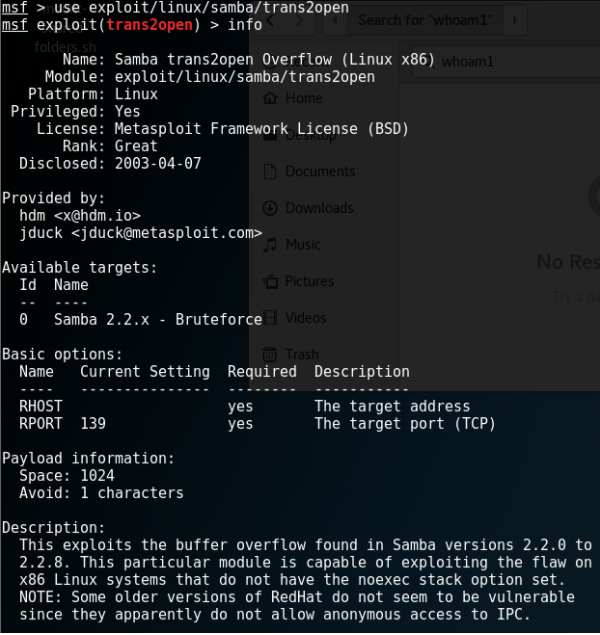 msf > use exploit/linux/samba/trans2open
msf exploit(trans2open) > info
folders.sh
Search for "whoam1"
whoam1
Name: Samba trans2open Overflow (Linux x86)
Module: exploit/linux/samba/trans2open
Platform: Linux
Privileged: Yes
License: Metasploit Framework License (BSD)
Rank: Great
Disclosed: 2003-04-07
Home
Desktop
Documents
Downloads
Music
Pictures
Videos
Trash
No Res
Try a di
Provided by:
hdm <x@hdm.io>
jduck <jduck@metasploit.com>
Available targets:
Id Name
-- ----
0 Samba 2.2.x - Bruteforce
Basic options:
Name Current Setting Required Description
---- --------------- -------- -----------
RHOST yes The target address
RPORT 139 yes The target port (TCP)
Payload information:
Space: 1024
Avoid: 1 characters
Description:
This exploits the buffer overflow found in Samba versions 2.2.0 to
2.2.8. This particular module is capable of exploiting the flaw on
x86 Linux systems that do not have the noexec stack option set.
NOTE: Some older versions of RedHat do not seem to be vulnerable
since they apparently do not allow anonymous access to IPC.